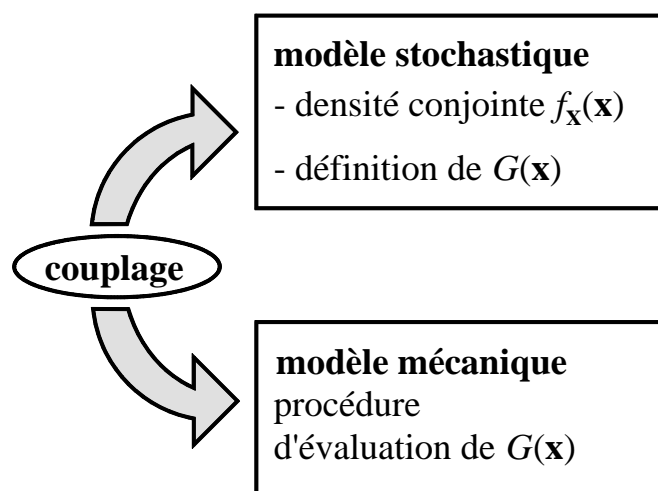 modèle stochastique
- densité conjointe fₓ(x)
- définition de G(x)
couplage
modèle mécanique
procédure
d'évaluation de G(x)